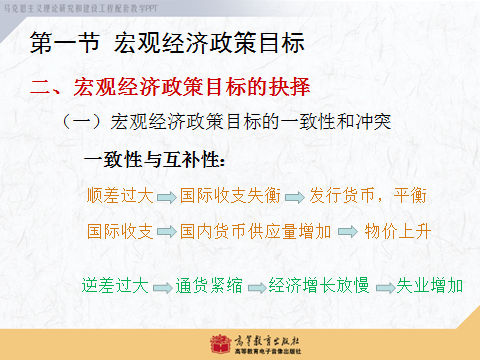 马克思主义理论研究和建设工程配套教学PPT
第一节 宏观经济政策目标
二、宏观经济政策目标的抉择
（一）宏观经济政策目标的一致性和冲突
一致性与互补性：
顺差过大 国际收支失衡 发行货币，平衡
国际收支 国内货币供应量增加 物价上升
逆差过大 通货紧缩 经济增长放慢 失业增加
高等教育出版社
高等教育电子音像出版社